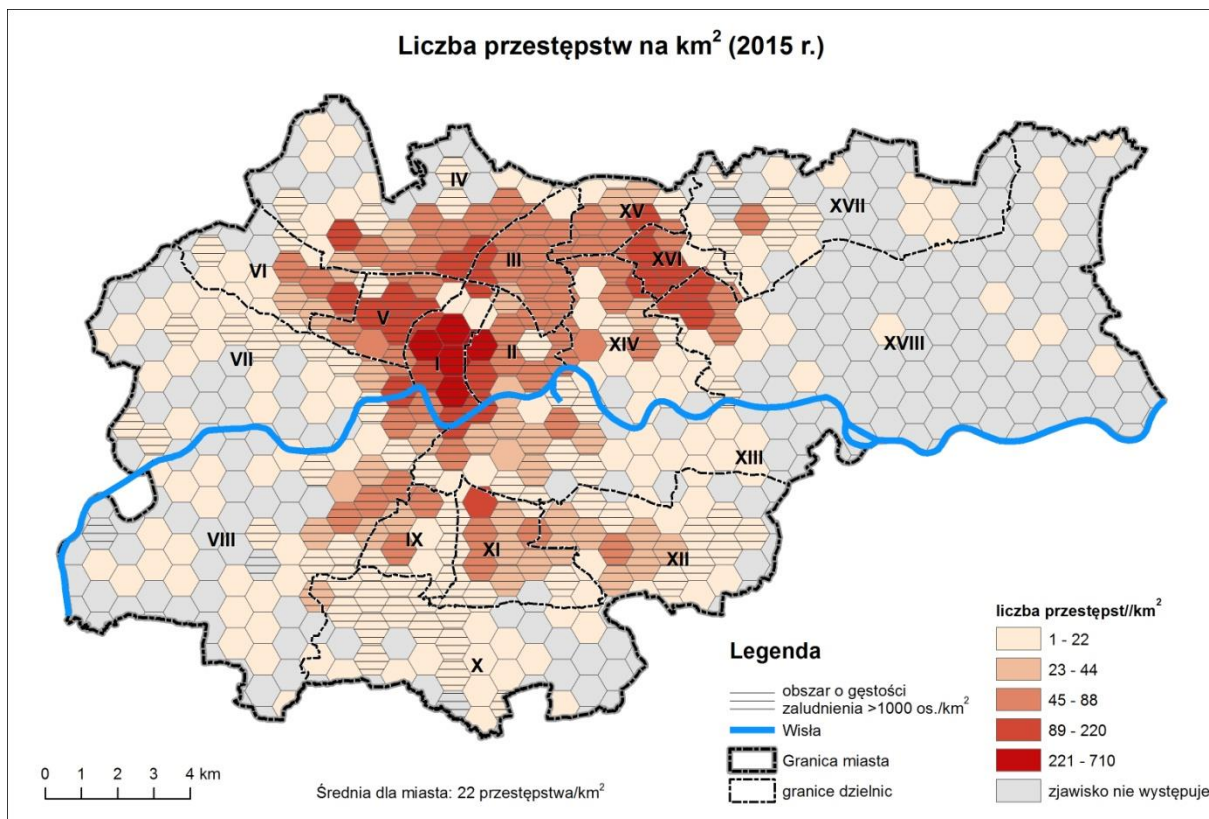 Liczba przestępstw na km² (2015 r.)
IV
XV
XVII
III
VI
XVI
V
XVIII
II
XIV
VII
I
XIII
VIII
IX
XI
XII
X
liczba przestępst//km²
1 - 22
23 - 44
45 - 88
89 - 220
221 - 710
zjawisko nie występuje
Legenda
obszar o gęstości
zaludnienia >1000 os./km²
Wisła
Granica miasta
granice dzielnic
0 1 2 3 4 km
Średnia dla miasta: 22 przestępstwa/km²